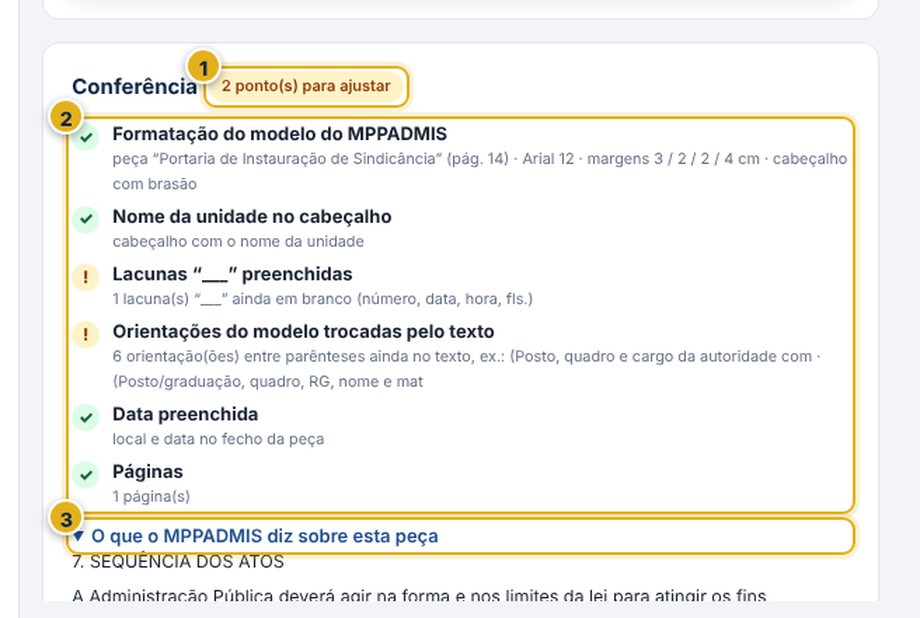 1
Conferência 2 ponto(s) para ajustar
2
Formatação do modelo do MPPADMIS
peça “Portaria de Instauração de Sindicância” (pág. 14) · Arial 12 · margens 3 / 2 / 2 / 4 cm · cabeçalho
com brasão
Nome da unidade no cabeçalho
cabeçalho com o nome da unidade
! Lacunas “___” preenchidas
1 lacuna(s) “___” ainda em branco (número, data, hora, fls.)
! Orientações do modelo trocadas pelo texto
6 orientação(ões) entre parênteses ainda no texto, ex.: (Posto, quadro e cargo da autoridade com ·
(Posto/graduação, quadro, RG, nome e mat
Data preenchida
local e data no fecho da peça
Páginas
1 página(s)
3
O que o MPPADMIS diz sobre esta peça
7. SEQUÊNCIA DOS ATOS
A Administração Pública deverá agir na forma e nos limites da lei para atingir os fins